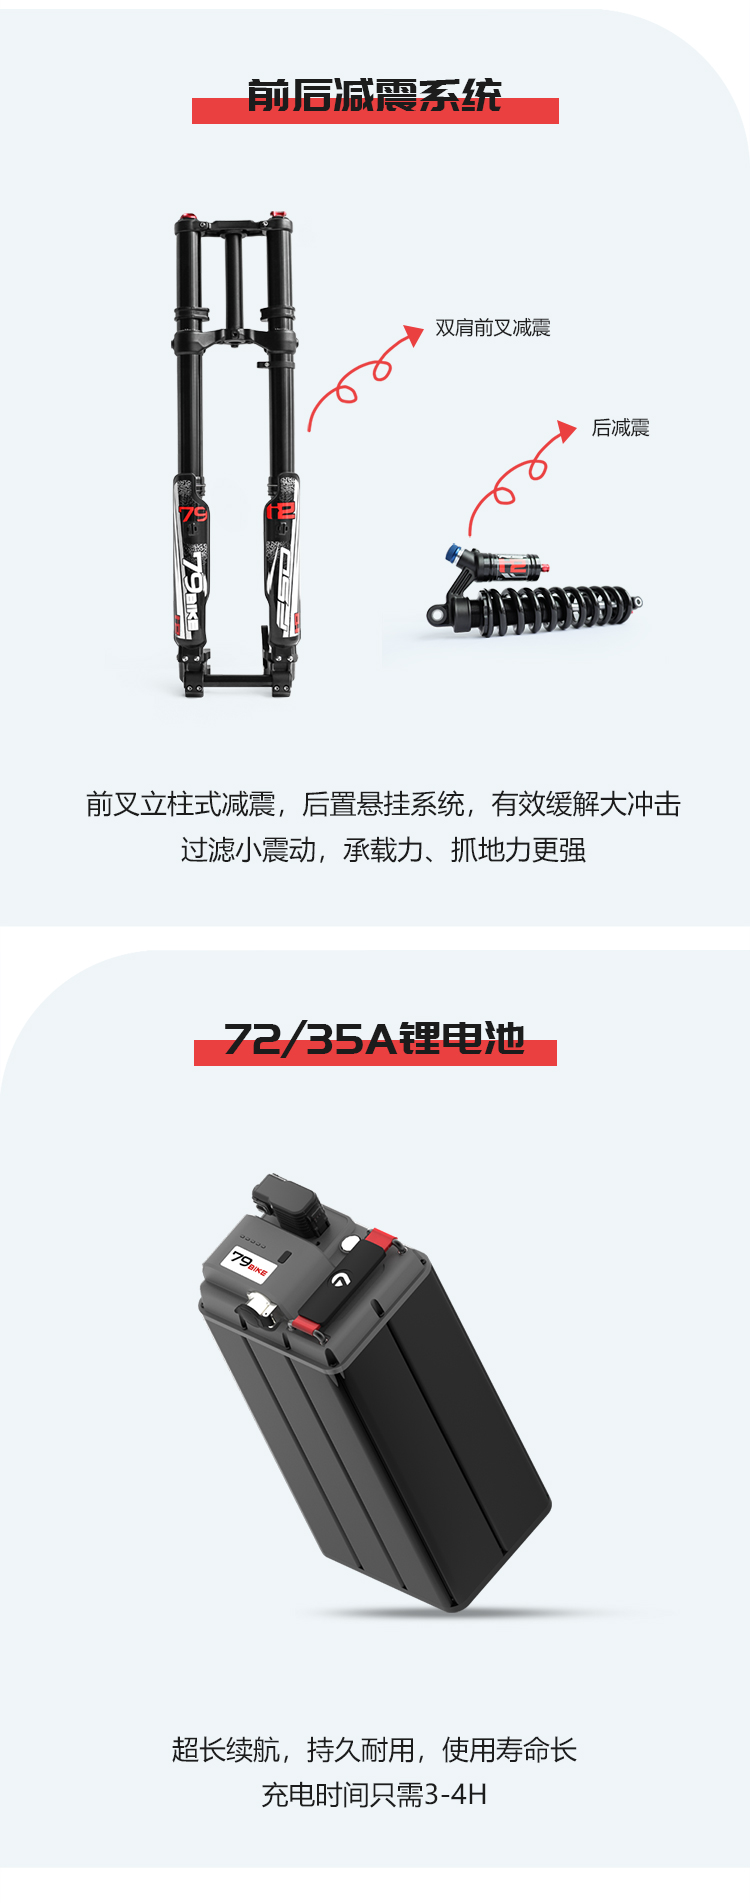 前后减震系统
双肩前叉减震
后减震
79
79BIKE
前叉立柱式减震，后置悬挂系统，有效缓解大冲击
过滤小震动，承载力、抓地力更强
72/35A锂电池
79BIKE
超长续航，持久耐用，使用寿命长
充电时间只需3-4H